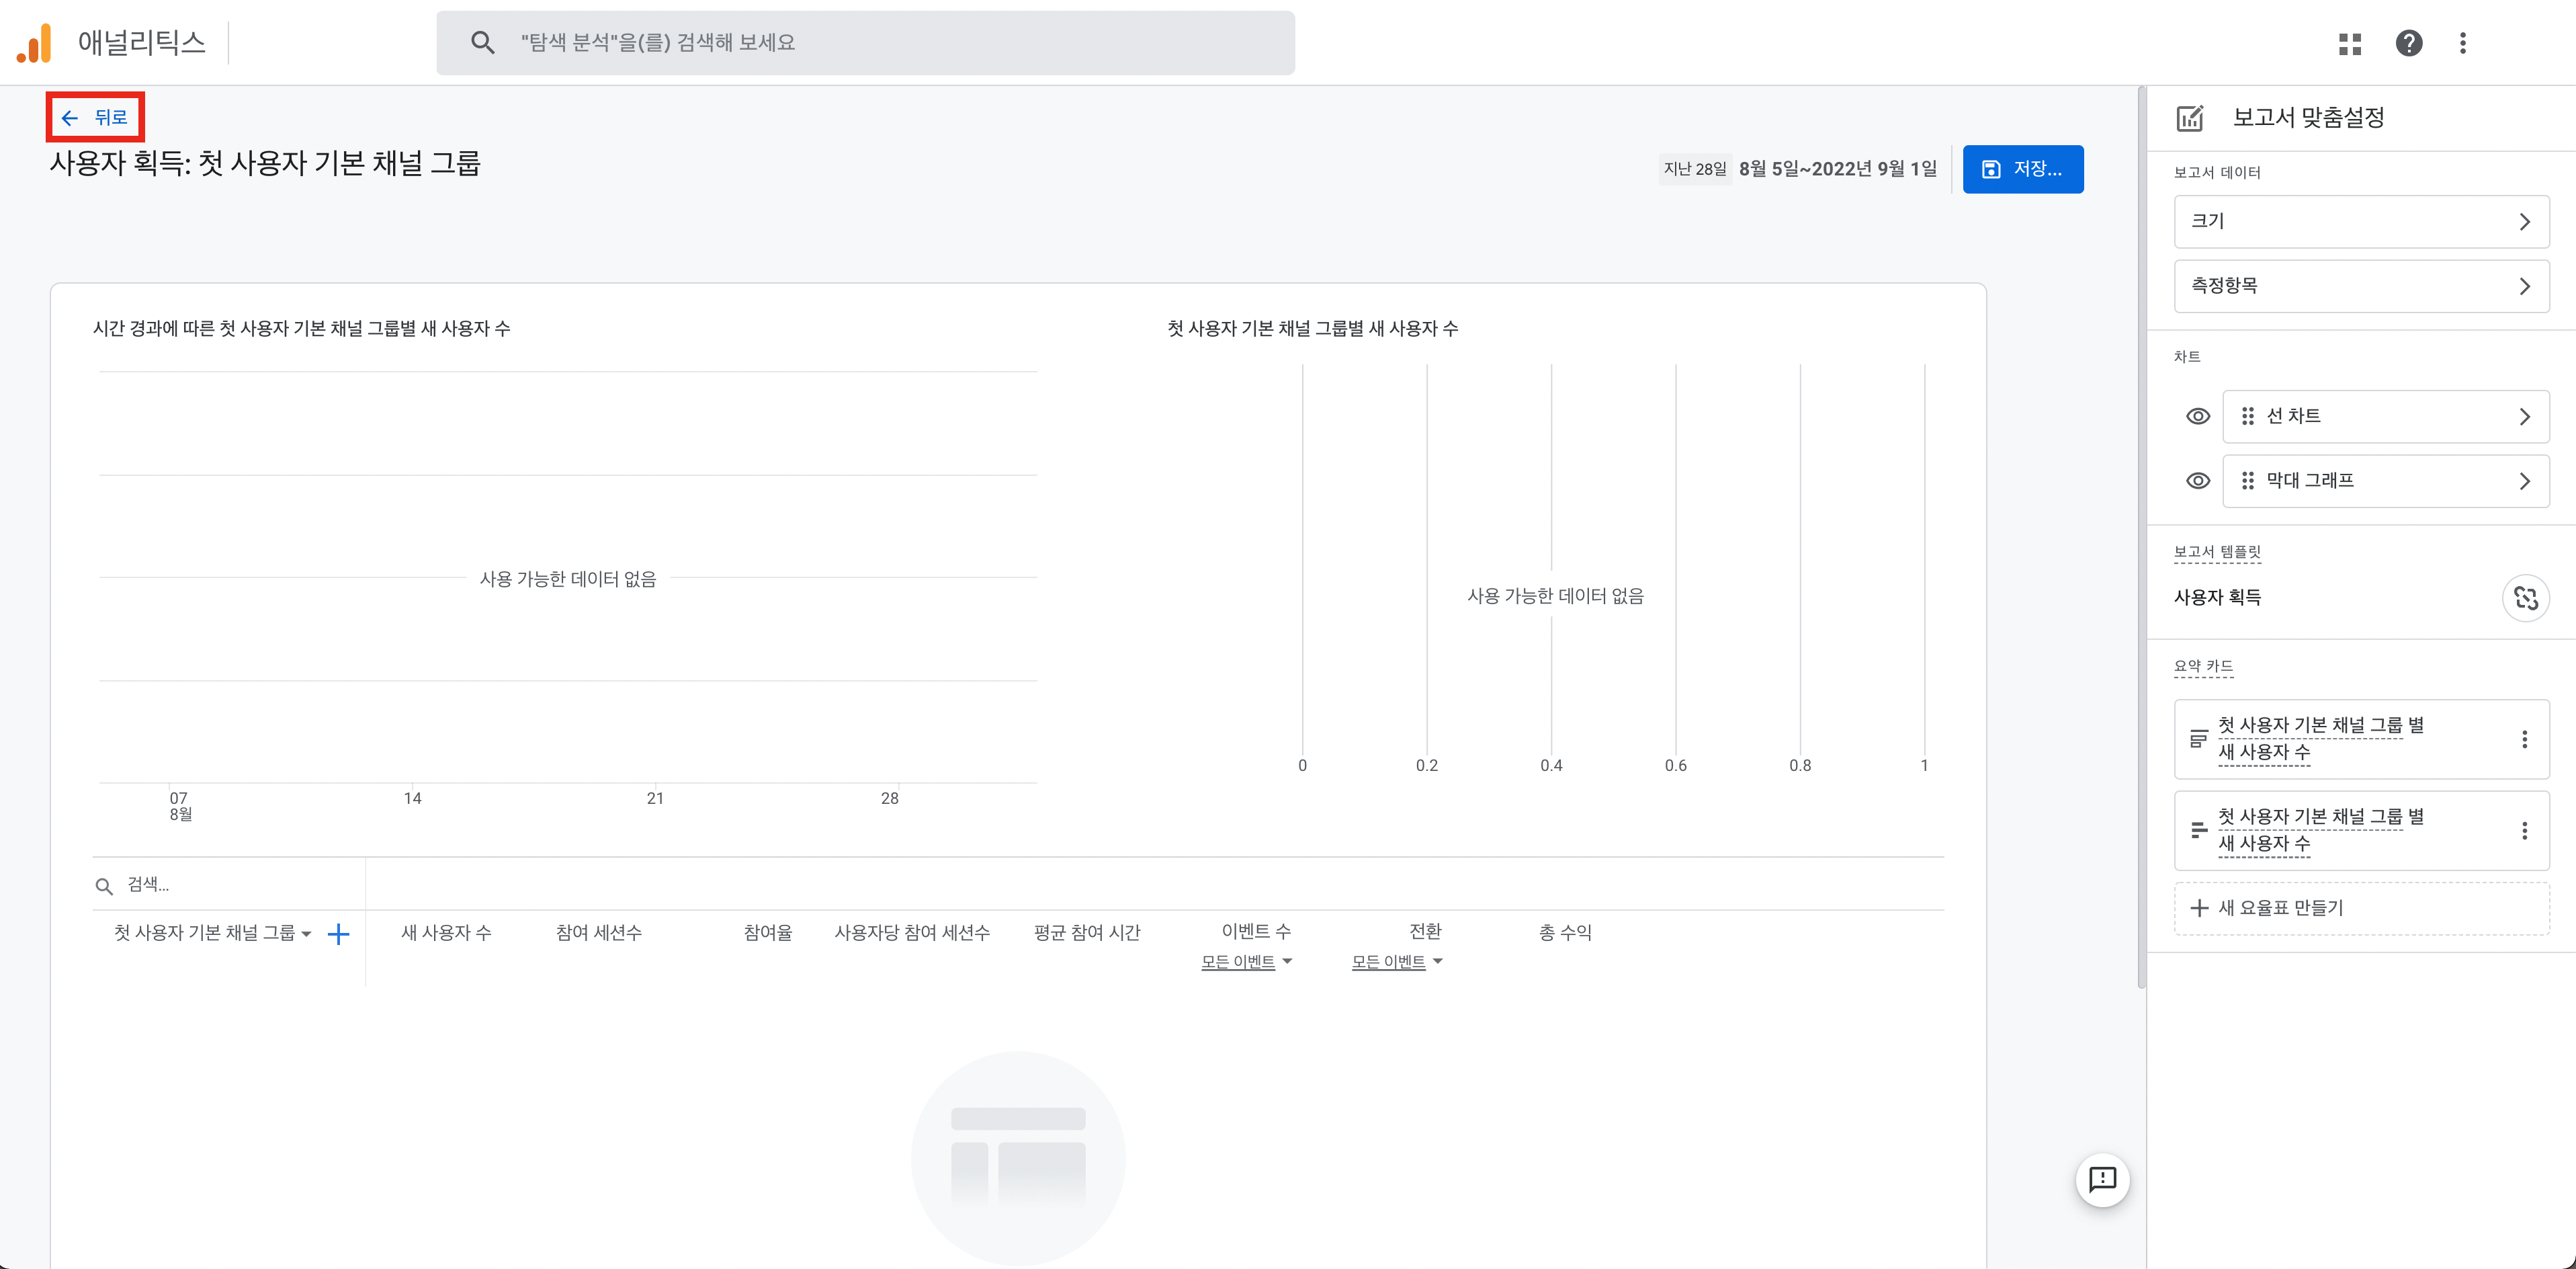 애널리틱스
"탐색 분석"을(를) 검색해 보세요
뒤로
사용자 획득: 첫 사용자 기본 채널 그룹
지난 28일 8월 5일~2022년 9월 1일
저장...
시간 경과에 따른 첫 사용자 기본 채널 그룹별 새 사용자 수
사용 가능한 데이터 없음
07 14 21 28
8월
첫 사용자 기본 채널 그룹별 새 사용자 수
사용 가능한 데이터 없음
0 0.2 0.4 0.6 0.8 1
검색...
첫 사용자 기본 채널 그룹 새 사용자 수 참여 세션수 참여율 사용자당 참여 세션수 평균 참여 시간 이벤트 수 전환 총 수익
모든 이벤트 모든 이벤트
보고서 맞춤설정
보고서 데이터
크기
측정항목
차트
선 차트
막대 그래프
보고서 템플릿
사용자 획득
요약 카드
첫 사용자 기본 채널 그룹 별
새 사용자 수
첫 사용자 기본 채널 그룹 별
새 사용자 수
새 요율표 만들기